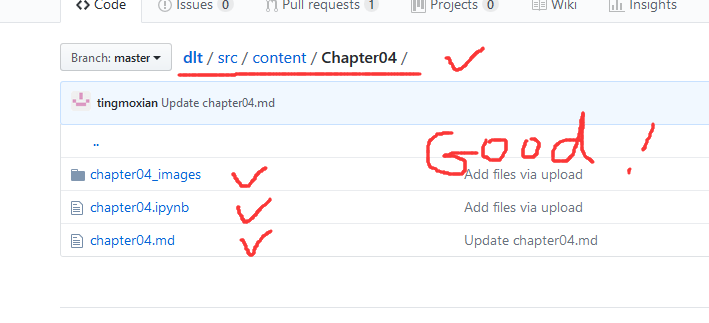 Code Issues 0 Pull requests 1 Projects 0 Wiki Insights
Branch: master dlt / src / content / Chapter04 /
tingmoxian Update chapter04.md
..
Good!
chapter04_images Add files via upload
chapter04.ipynb Add files via upload
chapter04.md Update chapter04.md